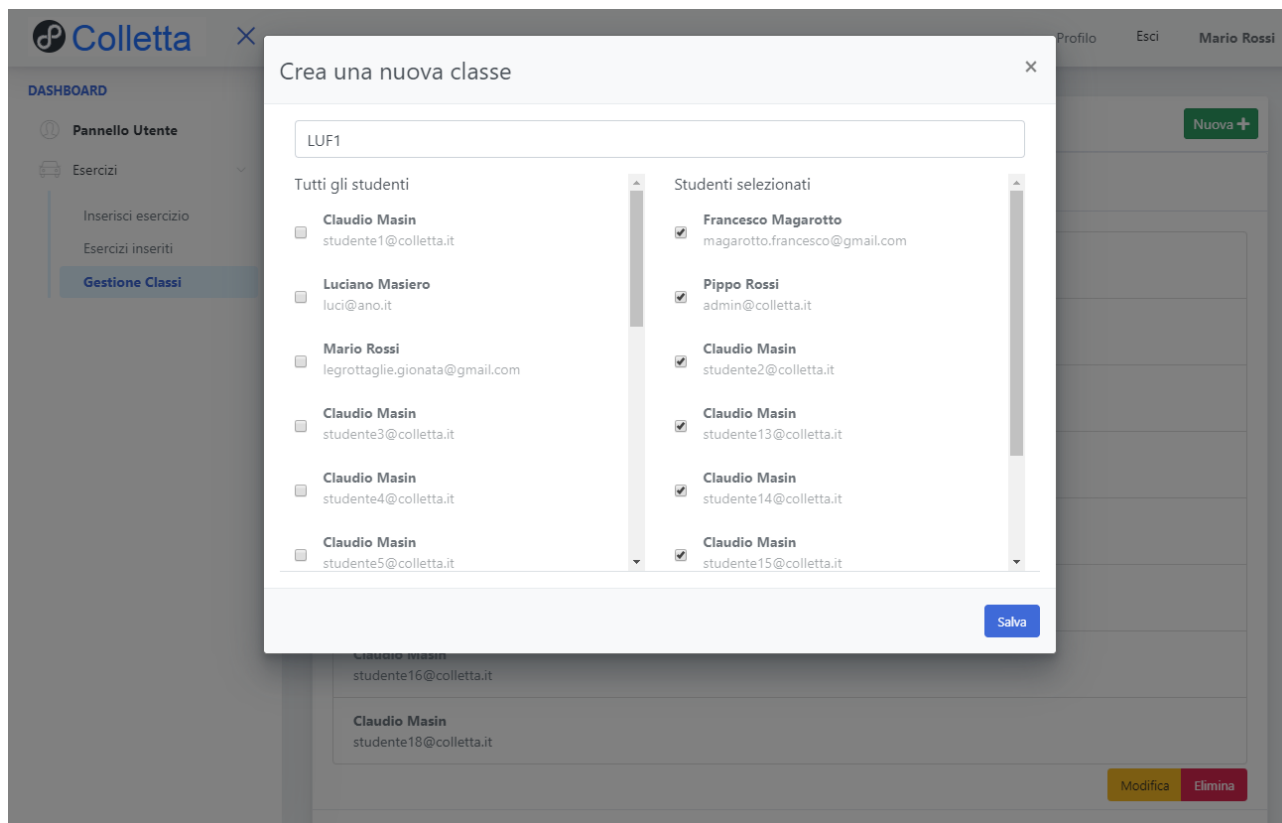 Colletta
Profilo
Esci
Mario Rossi
DASHBOARD
Pannello Utente
Esercizi
Inserisci esercizio
Esercizi inseriti
Gestione Classi
Nuova
Crea una nuova classe
×
LUF1
Tutti gli studenti
Claudio Masin
studente1@colletta.it
Luciano Masiero
luci@ano.it
Mario Rossi
legrottaglie.gionata@gmail.com
Claudio Masin
studente3@colletta.it
Claudio Masin
studente4@colletta.it
Claudio Masin
studente5@colletta.it
Studenti selezionati
Francesco Magarotto
magarotto.francesco@gmail.com
Pippo Rossi
admin@colletta.it
Claudio Masin
studente2@colletta.it
Claudio Masin
studente13@colletta.it
Claudio Masin
studente14@colletta.it
Claudio Masin
studente15@colletta.it
Salva
Claudio Masin
studente16@colletta.it
Claudio Masin
studente18@colletta.it
Modifica
Elimina